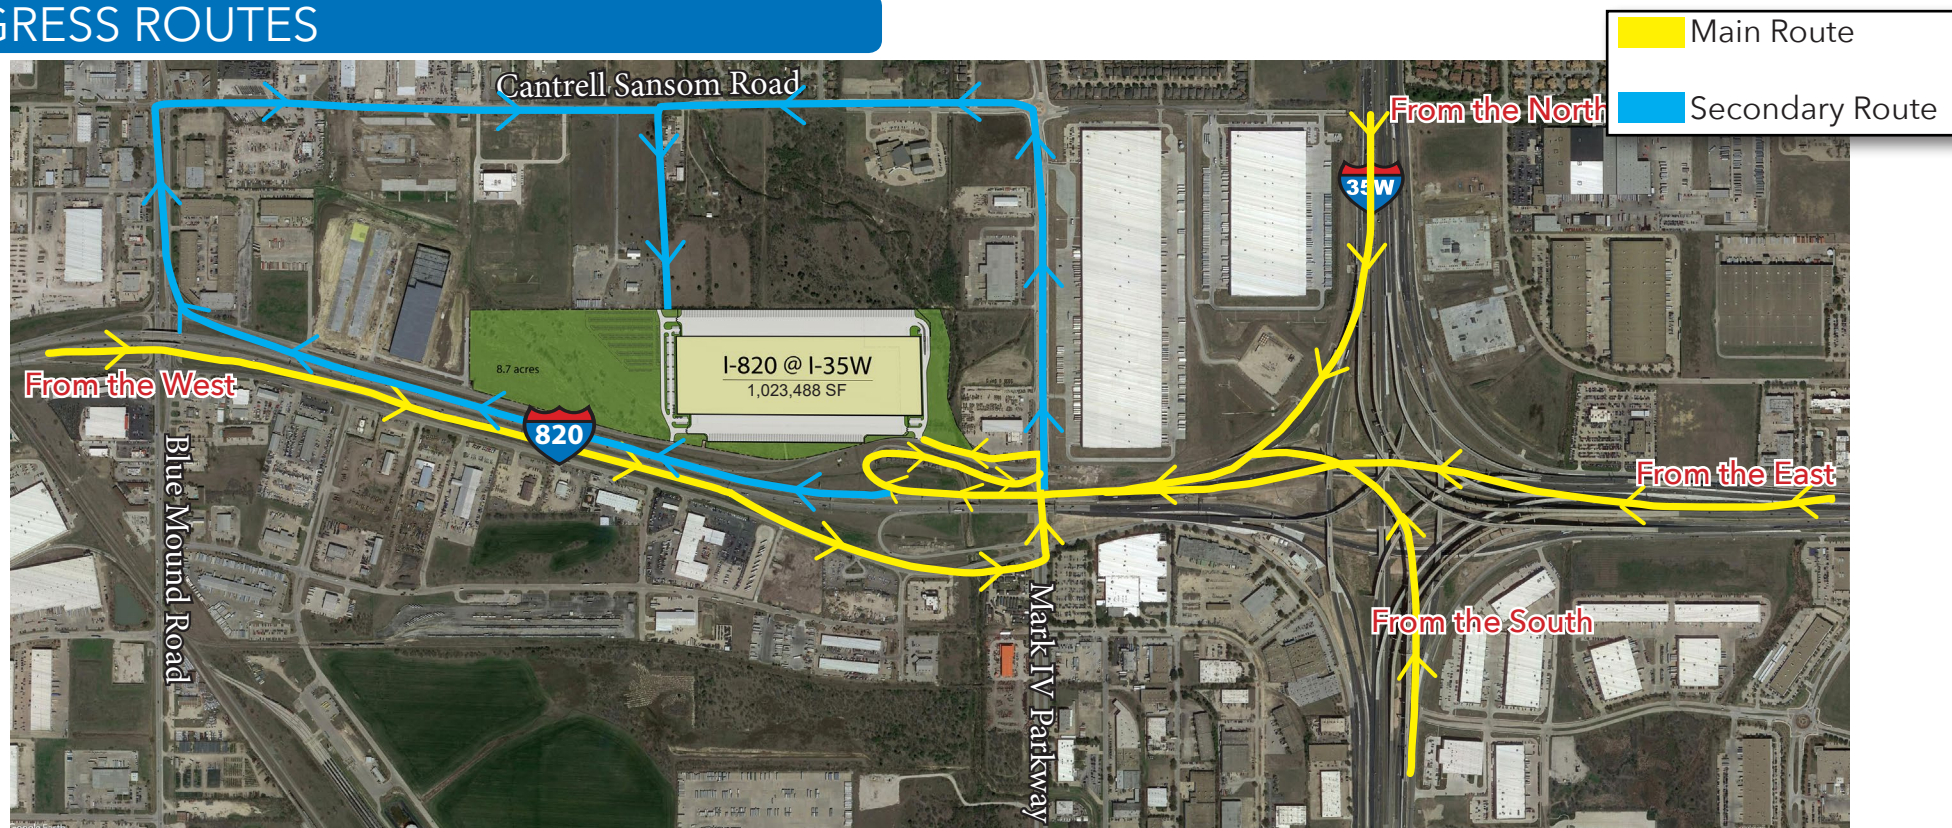 GRESS ROUTES
Main Route
Secondary Route
Cantrell Sansom Road
From the North
35W
I-820 @ I-35W
1,023,488 SF
8.7 acres
From the West
820
From the East
Blue Mound Road
Mark IV Parkway
From the South